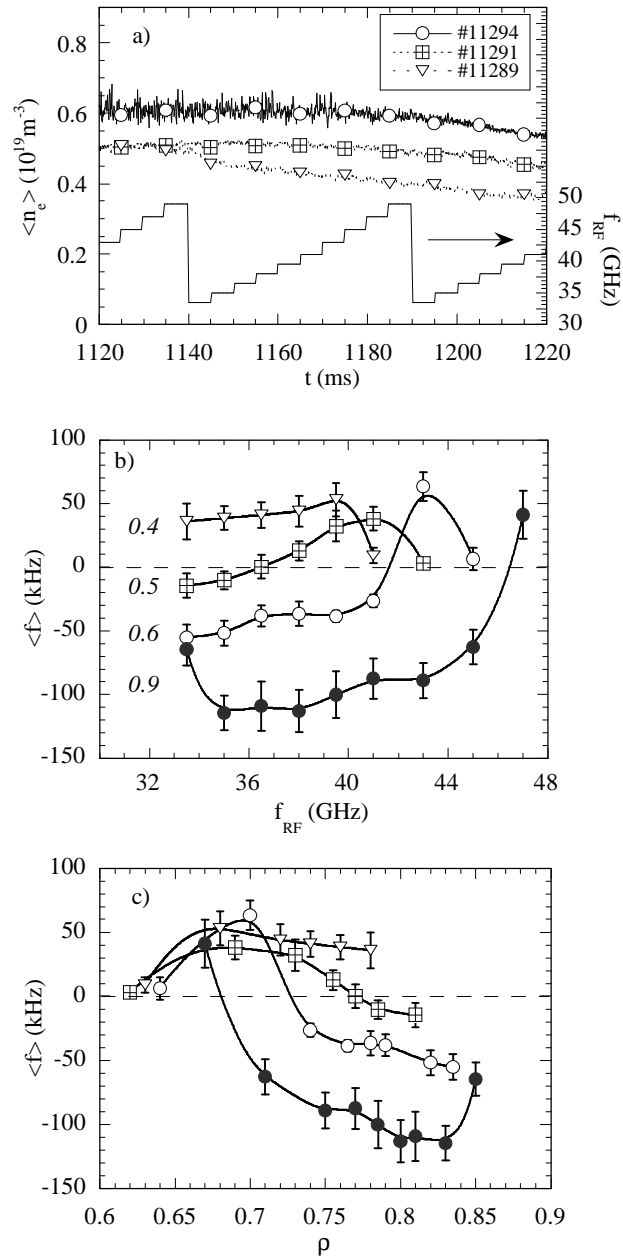 a)
#11294
#11291
#11289
<n_e> (10^19 m^-3)
0.8
0.6
0.4
0.2
0
50
45
40
35
30
f_RF (GHz)
1120 1140 1160 1180 1200 1220
t (ms)
b)
<f> (kHz)
100
50
0
-50
-100
-150
0.4
0.5
0.6
0.9
32 36 40 44 48
f_RF (GHz)
c)
<f> (kHz)
100
50
0
-50
-100
-150
0.6 0.65 0.7 0.75 0.8 0.85 0.9
ρ